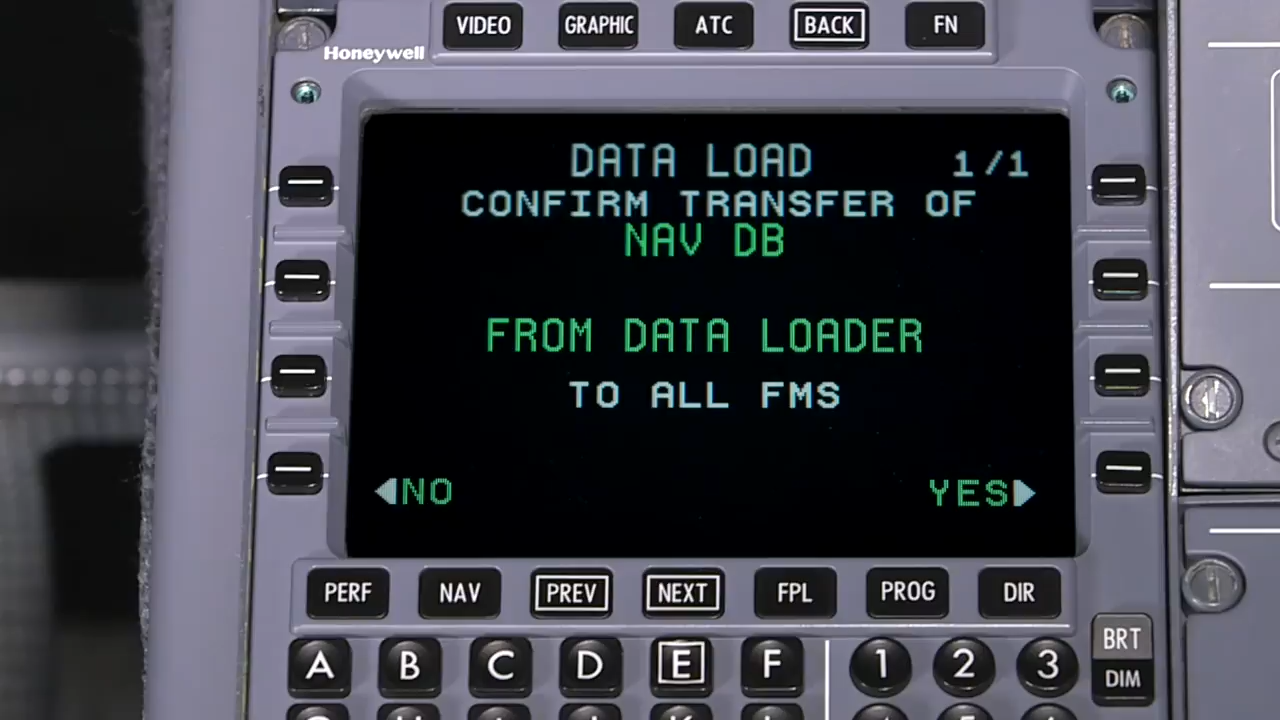 VIDEO GRAPHIC ATC BACK FN
Honeywell
DATA LOAD 1/1
CONFIRM TRANSFER OF
NAV DB
FROM DATA LOADER
TO ALL FMS
NO YES
PERF NAV PREV NEXT FPL PROG DIR
BRT
A B C D E F 1 2 3
DIM